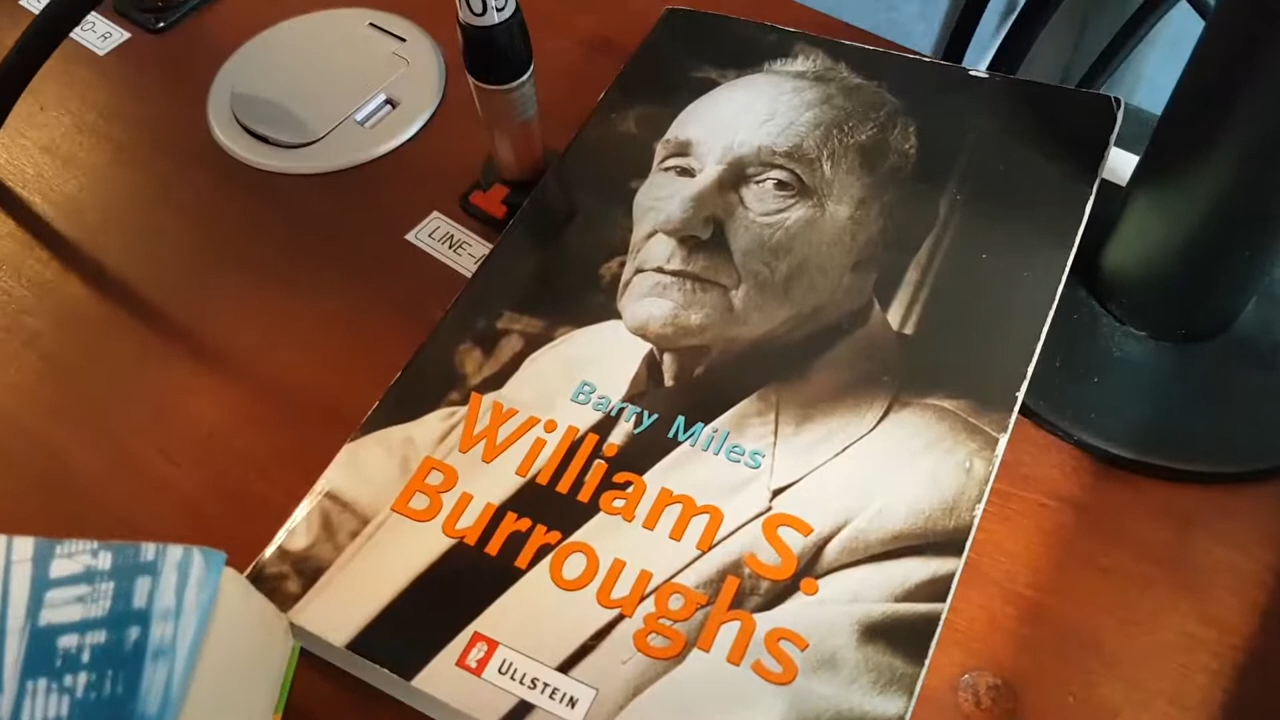 O-R
LINE-I
Barry Miles
William S.
Burroughs
ULLSTEIN